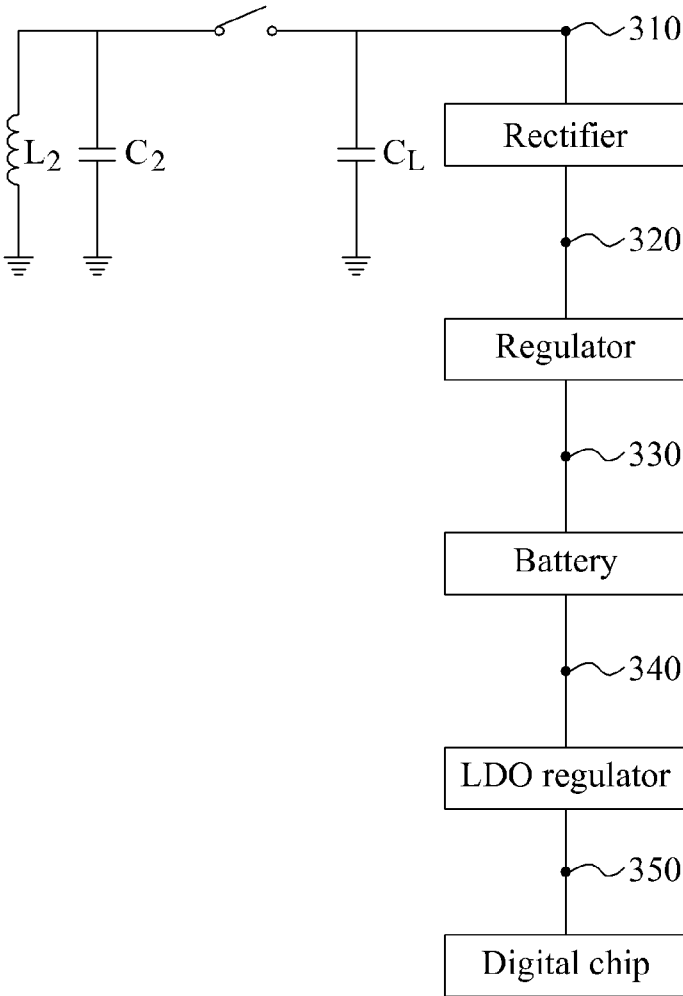 310
Rectifier
L2
C2
CL
320
Regulator
330
Battery
340
LDO regulator
350
Digital chip